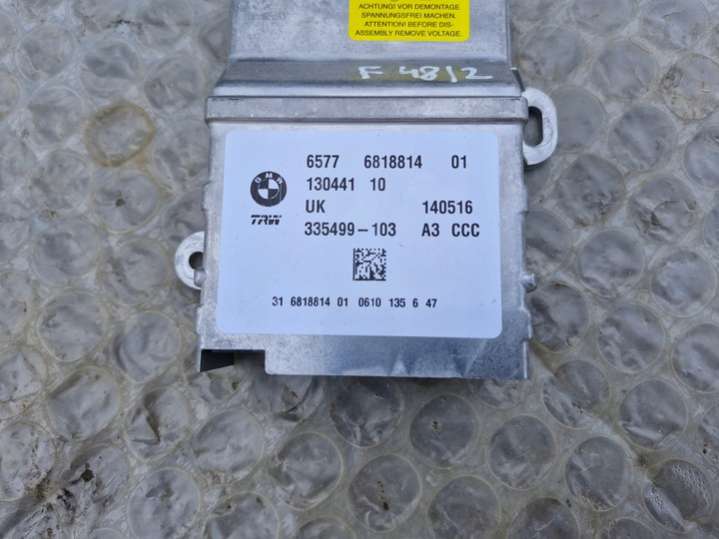 ACHTUNG! VOR DEMONTAGE
SPANNUNGSFREI MACHEN.
ATTENTION! BEFORE DIS-
ASSEMBLY REMOVE VOLTAGE.
F 48/2
BMW
TRW
6577 6818814 01
130441 10
UK 140516
335499-103 A3 CCC
31 6818814 01 0610 135 6 47